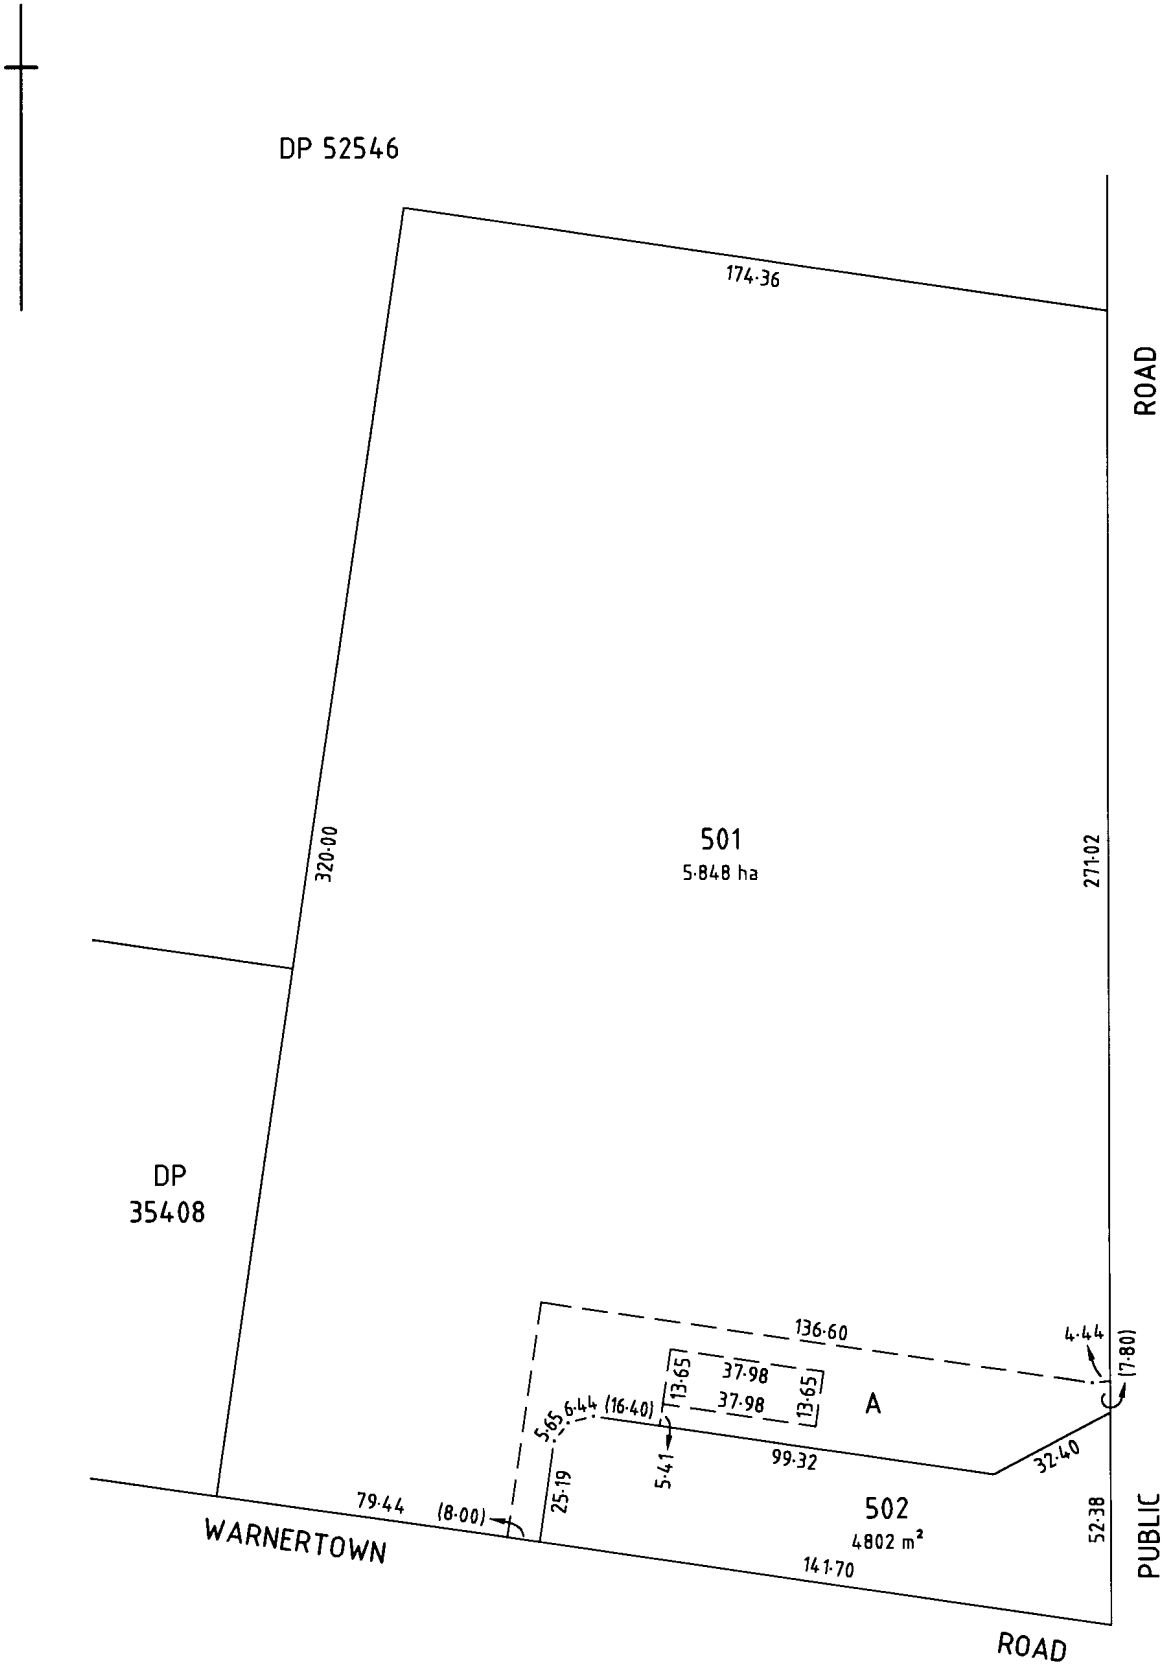 DP 52546
174·36
ROAD
320·00
501
5·848 ha
271·02
DP
35408
136·60
4·44
(7·80)
13·65
37·98
37·98
13·65
A
5·65
6·44
(16·40)
5·41
99·32
32·40
25·19
79·44
(8·00)
502
4802 m²
52·38
141·70
WARNERTOWN
ROAD
PUBLIC